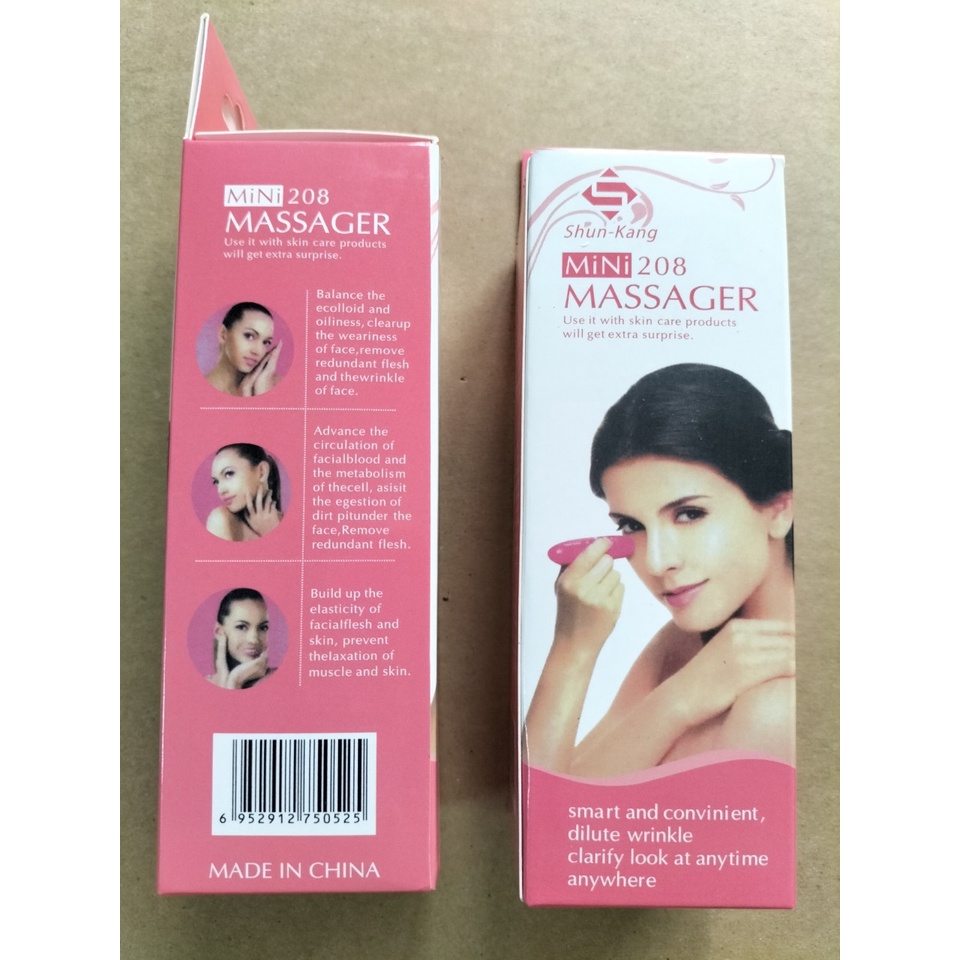 MiNi 208
MASSAGER
Use it with skin care products
will get extra surprise.
Balance the
ecolloid and
oiliness, clearup
the weariness
of face,remove
redundant flesh
and thewrinkle
of face.
Advance the
circulation of
facialblood and
the metabolism
of thecell, asisit
the egestion of
dirt pitunder the
face,Remove
redundant flesh.
Build up the
elasticity of
facialflesh and
skin, prevent
thelaxation of
muscle and skin.
6 952912 750525
MADE IN CHINA
Shun-Kang
MiNi 208
MASSAGER
Use it with skin care products
will get extra surprise.
smart and convinient,
dilute wrinkle
clarify look at anytime
anywhere